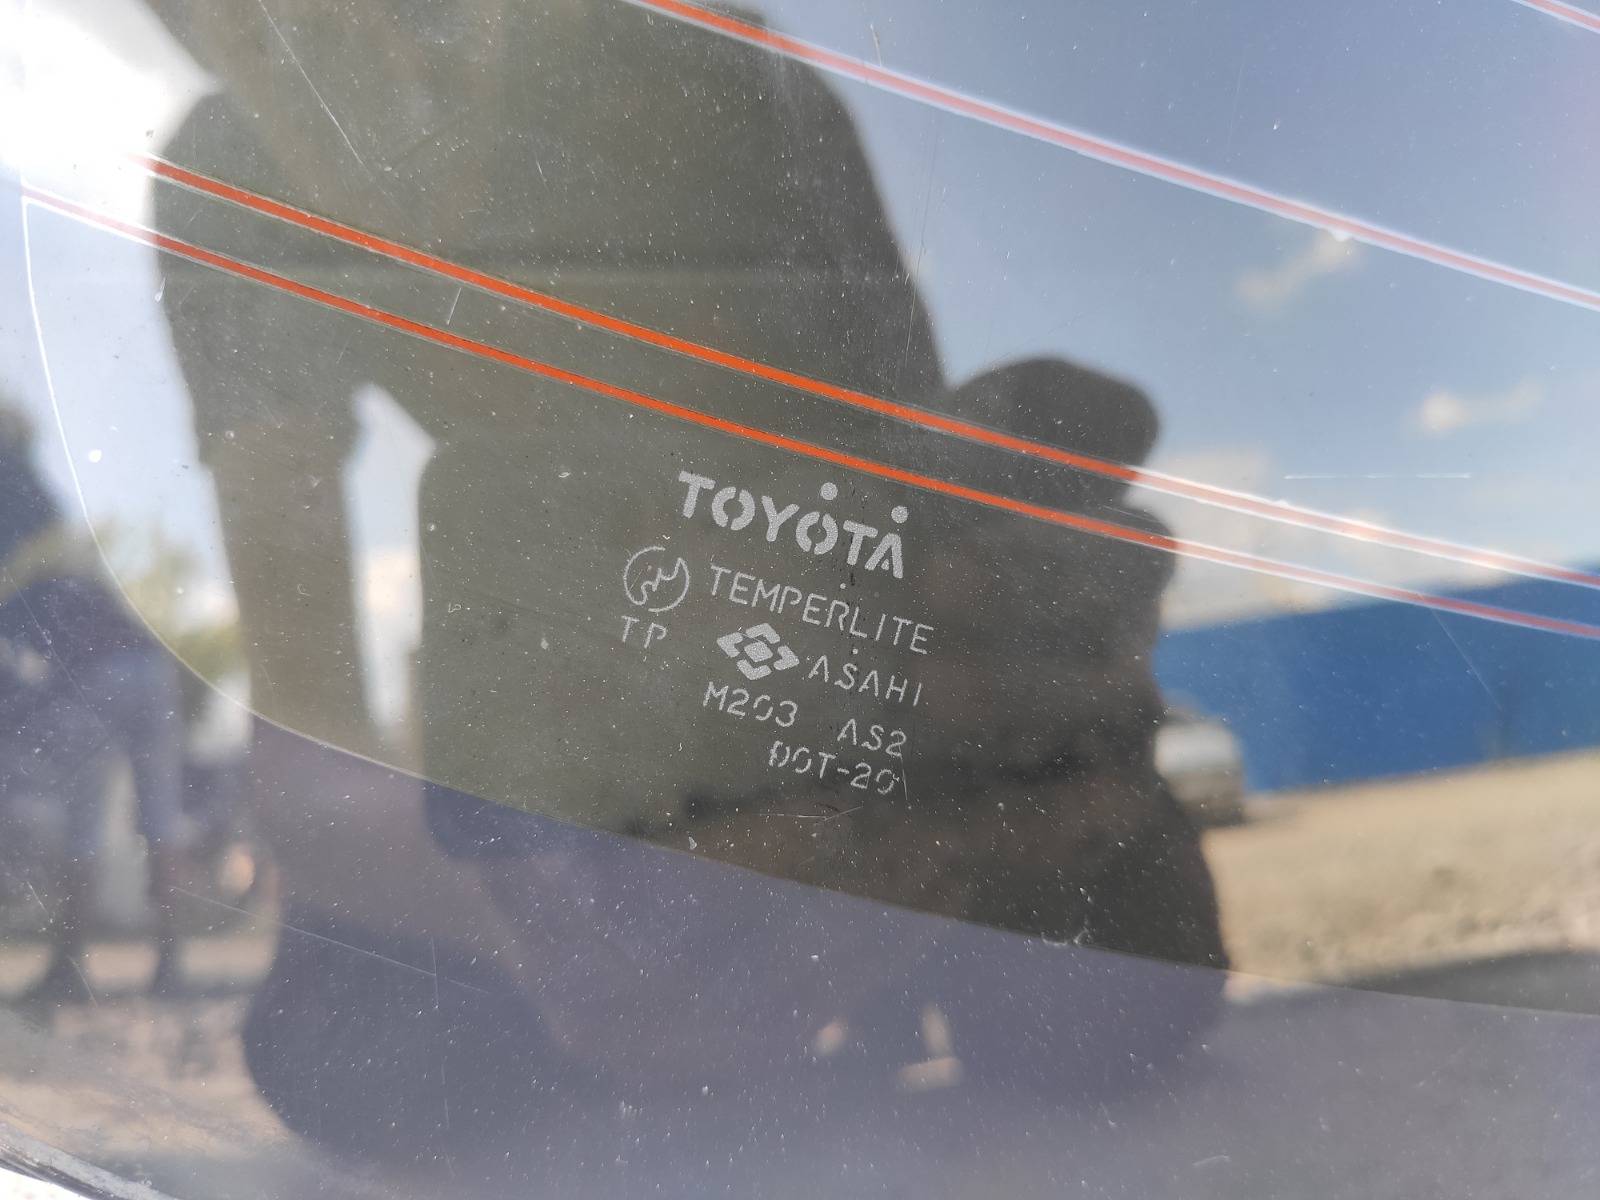 TOYOTA
TEMPERLITE
TP
ASAHI
M203 AS2
DOT-20